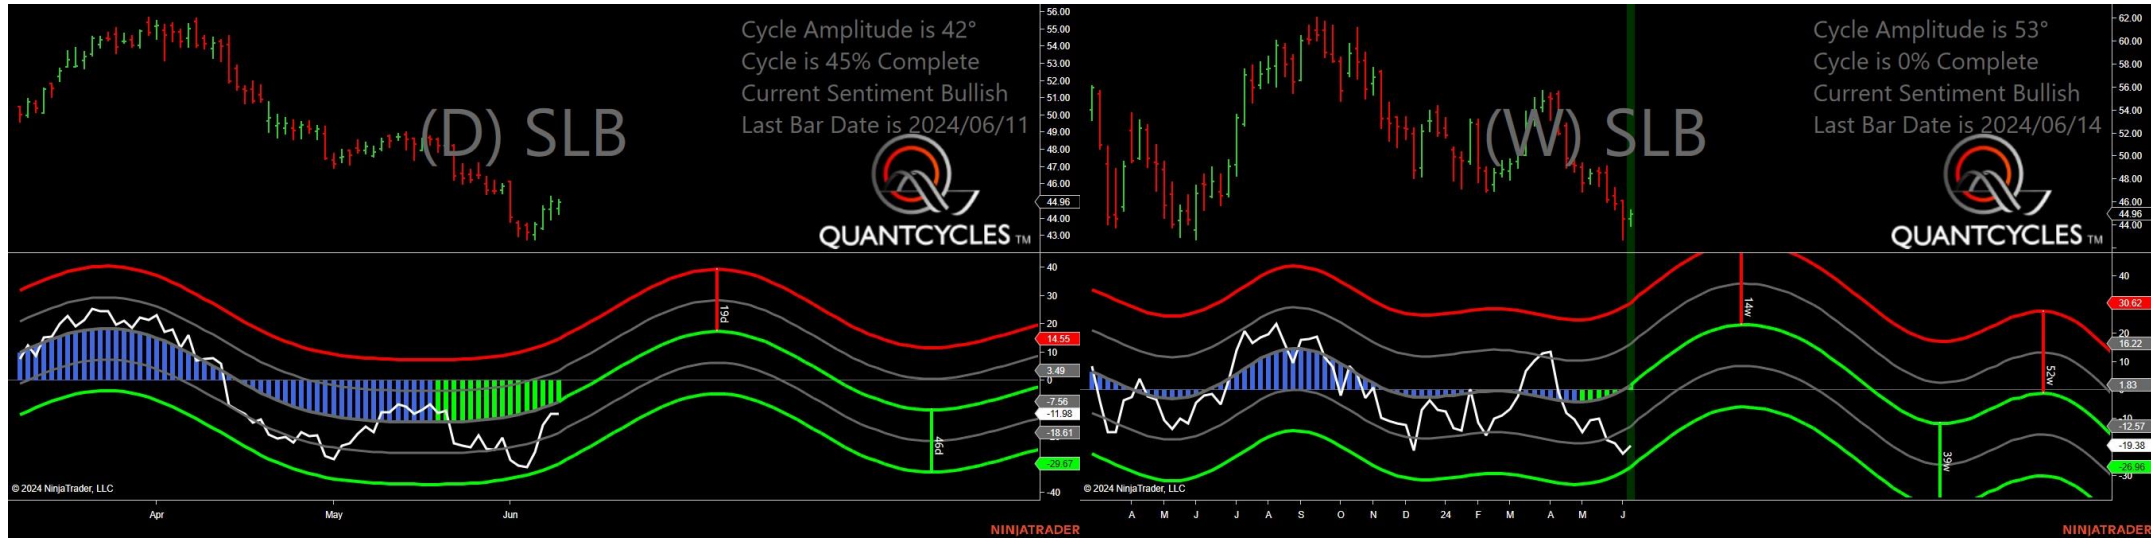 Cycle Amplitude is 42°
Cycle is 45% Complete
Current Sentiment Bullish
Last Bar Date is 2024/06/11
(D) SLB
QUANTCYCLES TM
56.00
55.00
54.00
53.00
52.00
51.00
50.00
49.00
48.00
47.00
46.00
44.96
44.00
43.00
40
30
20
14.55
10
3.49
0
-7.56
-11.98
-18.61
-29.67
-40
19d
46d
© 2024 NinjaTrader, LLC
Apr
May
Jun
NINJATRADER
Cycle Amplitude is 53°
Cycle is 0% Complete
Current Sentiment Bullish
Last Bar Date is 2024/06/14
(W) SLB
QUANTCYCLES TM
62.00
60.00
58.00
56.00
54.00
52.00
50.00
48.00
46.00
44.96
44.00
40
30.62
20
16.22
10
1.83
-10
-12.57
-19.38
-26.96
-30
14w
39w
52w
© 2024 NinjaTrader, LLC
A M J J A S O N D 24 F M A M J
NINJATRADER